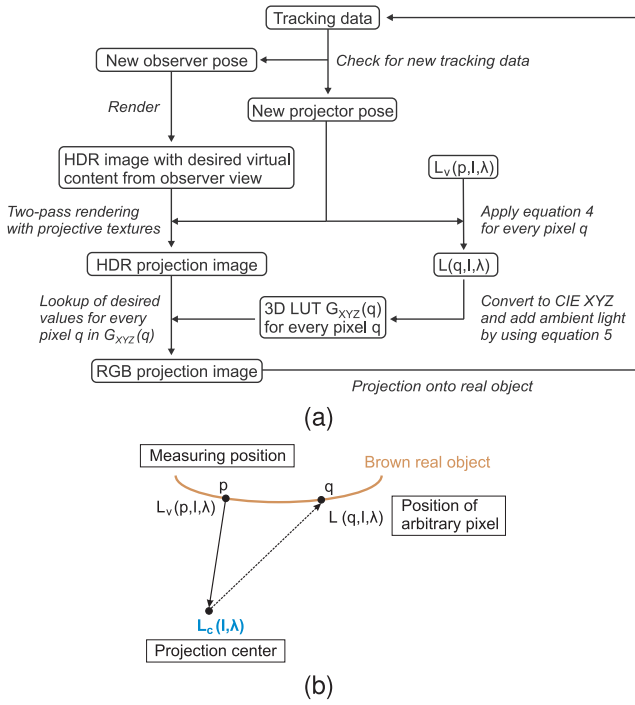 Tracking data
New observer pose
Check for new tracking data
Render
New projector pose
HDR image with desired virtual
content from observer view
Lᵥ(p,I,λ)
Two-pass rendering
with projective textures
Apply equation 4
for every pixel q
HDR projection image
L(q,I,λ)
Lookup of desired
values for every
pixel q in G_XYZ(q)
3D LUT G_XYZ(q)
for every pixel q
Convert to CIE XYZ
and add ambient light
by using equation 5
RGB projection image
Projection onto real object
(a)
Measuring position
Brown real object
p
q
Lᵥ(p,I,λ)
L (q,I,λ)
Position of
arbitrary pixel
L_c(I,λ)
Projection center
(b)